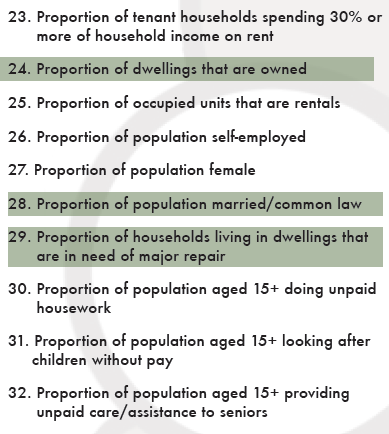 23. Proportion of tenant households spending 30% or
more of household income on rent
24. Proportion of dwellings that are owned
25. Proportion of occupied units that are rentals
26. Proportion of population self-employed
27. Proportion of population female
28. Proportion of population married/common law
29. Proportion of households living in dwellings that
are in need of major repair
30. Proportion of population aged 15+ doing unpaid
housework
31. Proportion of population aged 15+ looking after
children without pay
32. Proportion of population aged 15+ providing
unpaid care/assistance to seniors